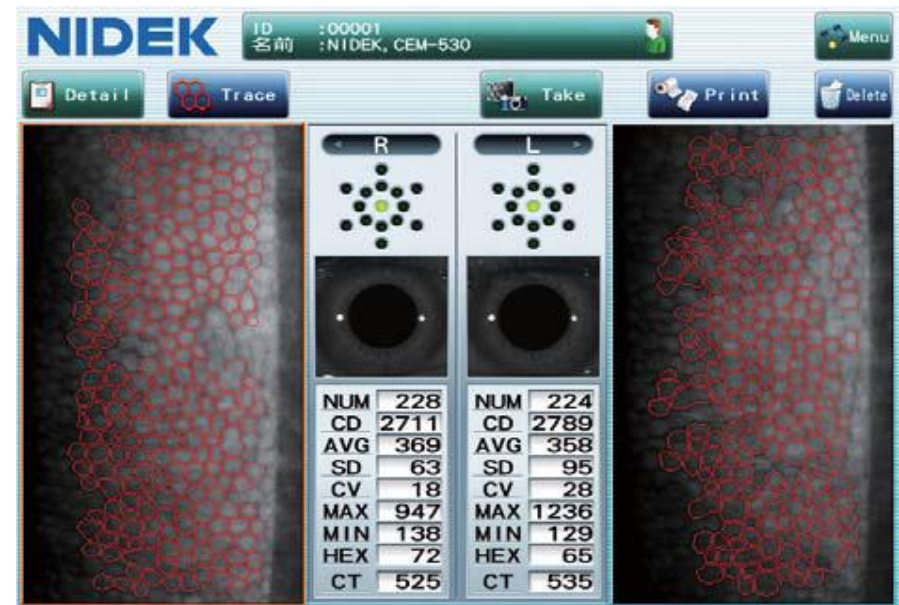 NIDEK
ID :00001
名前 :NIDEK, CEM-530
Menu
Detail
Trace
Take
Print
Delete
R
L
NUM 228
CD 2711
AVG 369
SD 63
CV 18
MAX 947
MIN 138
HEX 72
CT 525
NUM 224
CD 2789
AVG 358
SD 95
CV 28
MAX 1236
MIN 129
HEX 65
CT 535